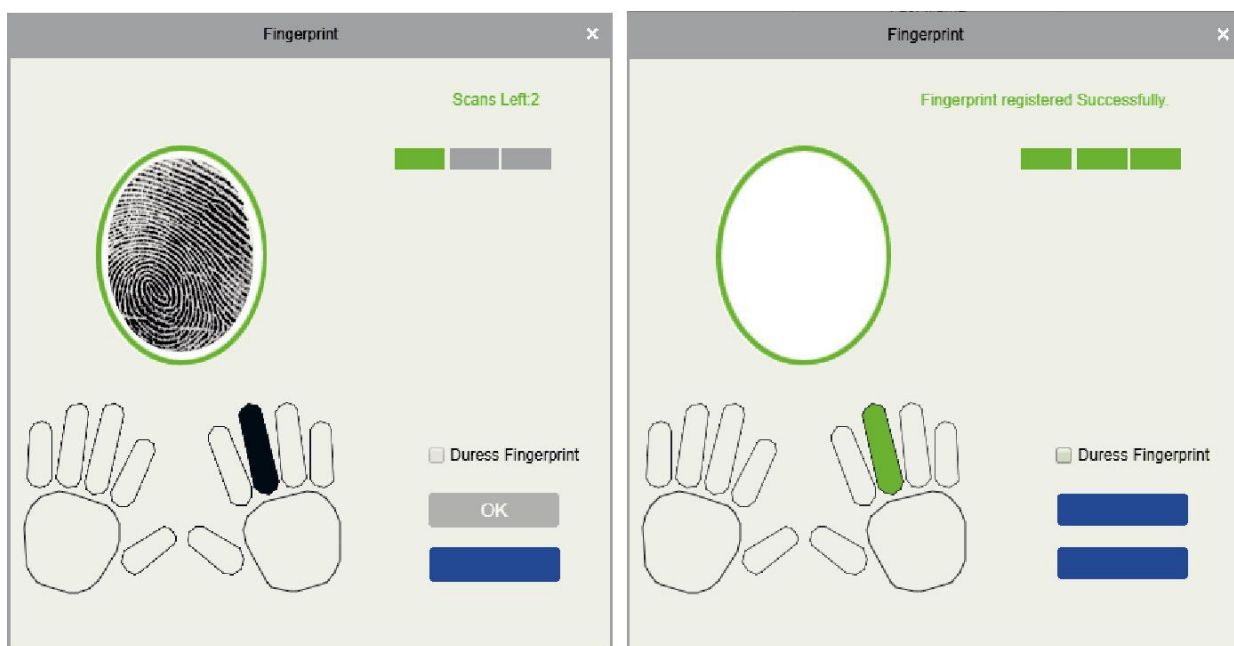 Fingerprint
Scans Left:2
Duress Fingerprint
OK
Fingerprint
Fingerprint registered Successfully.
Duress Fingerprint